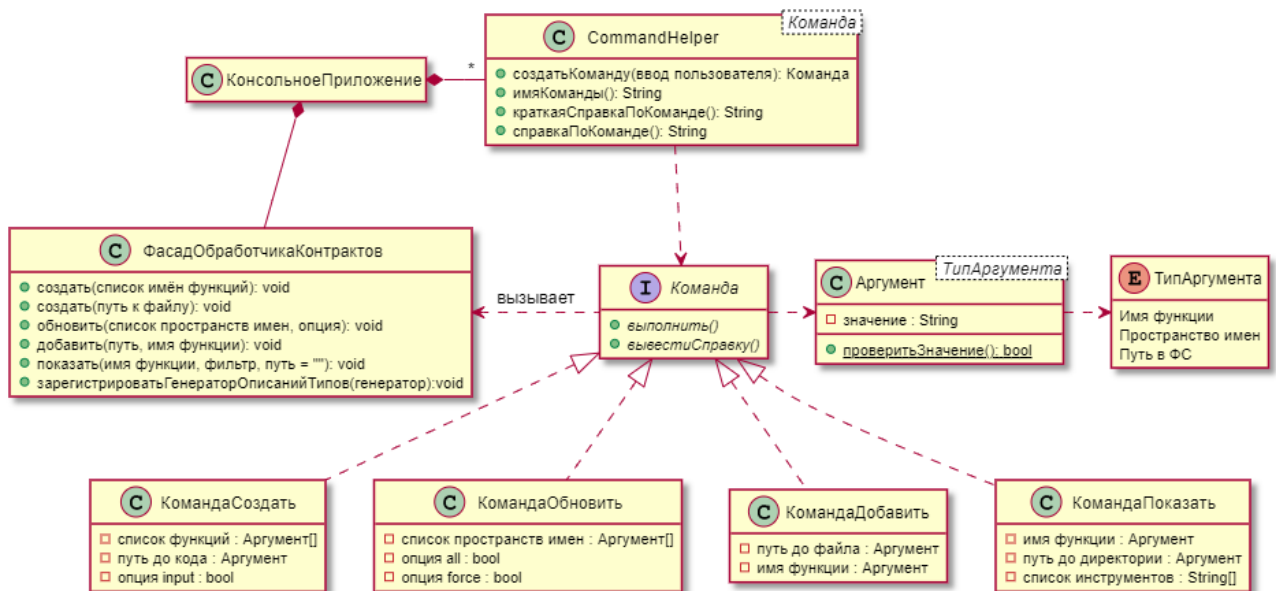 Команда
C CommandHelper
создатьКоманду(ввод пользователя): Команда
имяКоманды(): String
краткаяСправкаПоКоманде(): String
справкаПоКоманде(): String
C КонсольноеПриложение
*
C ФасадОбработчикаКонтрактов
создать(список имён функций): void
создать(путь к файлу): void
обновить(список пространств имен, опция): void
добавить(путь, имя функции): void
показать(имя функции, фильтр, путь = ""): void
зарегистрироватьГенераторОписанийТипов(генератор):void
вызывает
I Команда
выполнить()
вывестиСправку()
ТипАргумента
C Аргумент
значение : String
проверитьЗначение(): bool
E ТипАргумента
Имя функции
Пространство имен
Путь в ФС
C КомандаСоздать
список функций : Аргумент[]
путь до кода : Аргумент
опция input : bool
C КомандаОбновить
список пространств имен : Аргумент[]
опция all : bool
опция force : bool
C КомандаДобавить
путь до файла : Аргумент
имя функции : Аргумент
C КомандаПоказать
имя функции : Аргумент
путь до директории : Аргумент
список инструментов : String[]